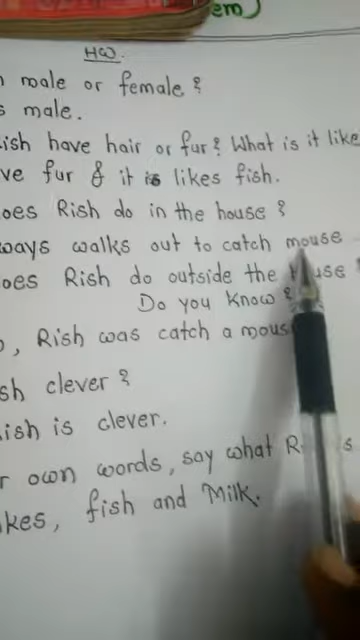 em)
HW.
male or female ?
s male.
ish have hair or fur? What is it like
ve fur & it is likes fish.
oes Rish do in the house ?
ways walks out to catch mouse
oes Rish do outside the
Do you know ?
, Rish was catch a mous
sh clever ?
ish is clever.
r own words, say what R
kes, fish and Milk.